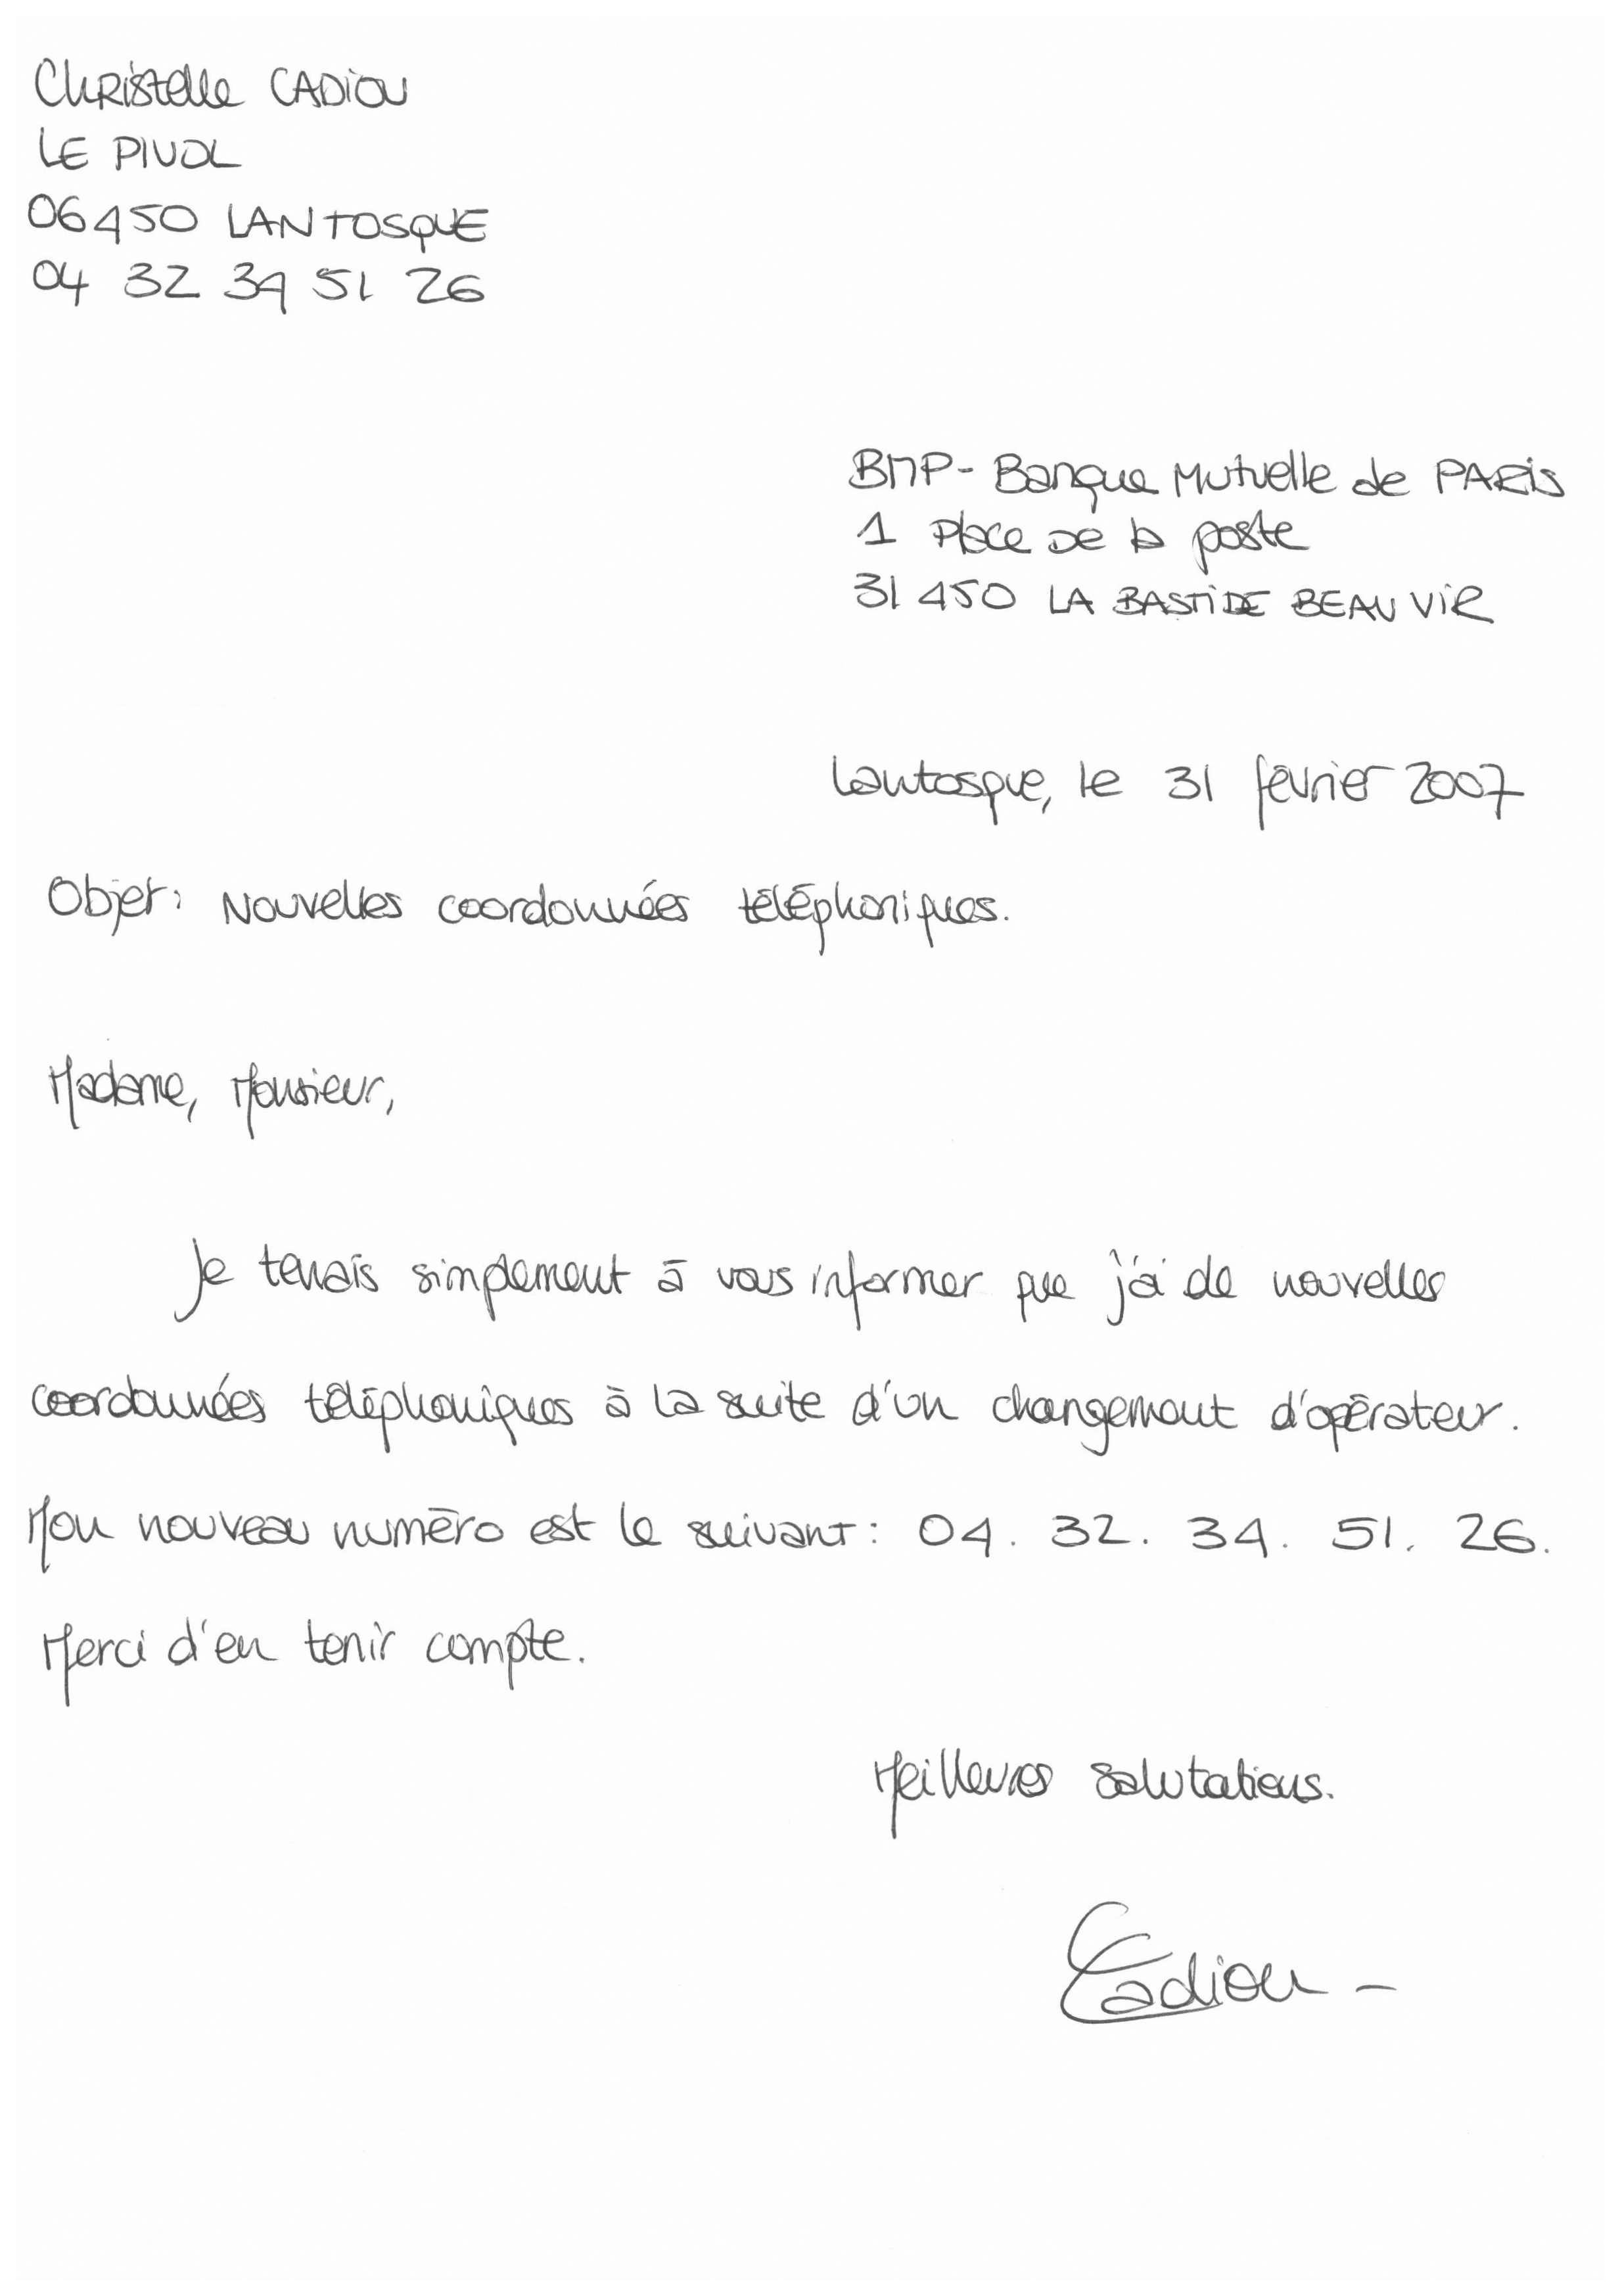 Christelle CADIOU
LE PIVOL
06450 LANTOSQUE
04 32 34 51 26
BMP - Banque Mutuelle de PARIS
1 Place De la poste
31450 LA BASTIDE BEAUVIR
Lantosque, le 31 février 2007
Objet : Nouvelles coordonnées téléphoniques.
Madame, Monsieur,
Je tenais simplement à vous informer que j'ai de nouvelles
coordonnées téléphoniques à la suite d'un changement d'opérateur.
Mon nouveau numéro est le suivant : 04. 32. 34. 51. 26.
Merci d'en tenir compte.
Meilleures salutations.
Cadiou -